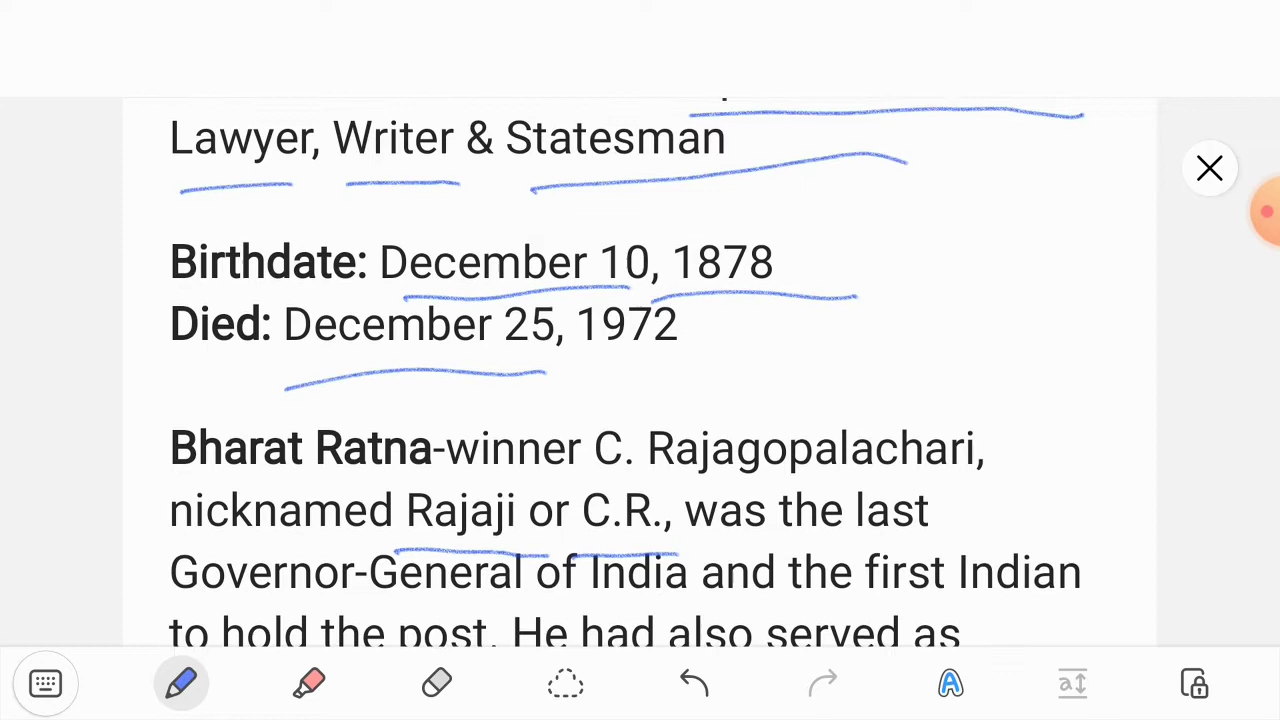 Lawyer, Writer & Statesman
Birthdate: December 10, 1878
Died: December 25, 1972
Bharat Ratna-winner C. Rajagopalachari,
nicknamed Rajaji or C.R., was the last
Governor-General of India and the first Indian
to hold the post. He had also served as